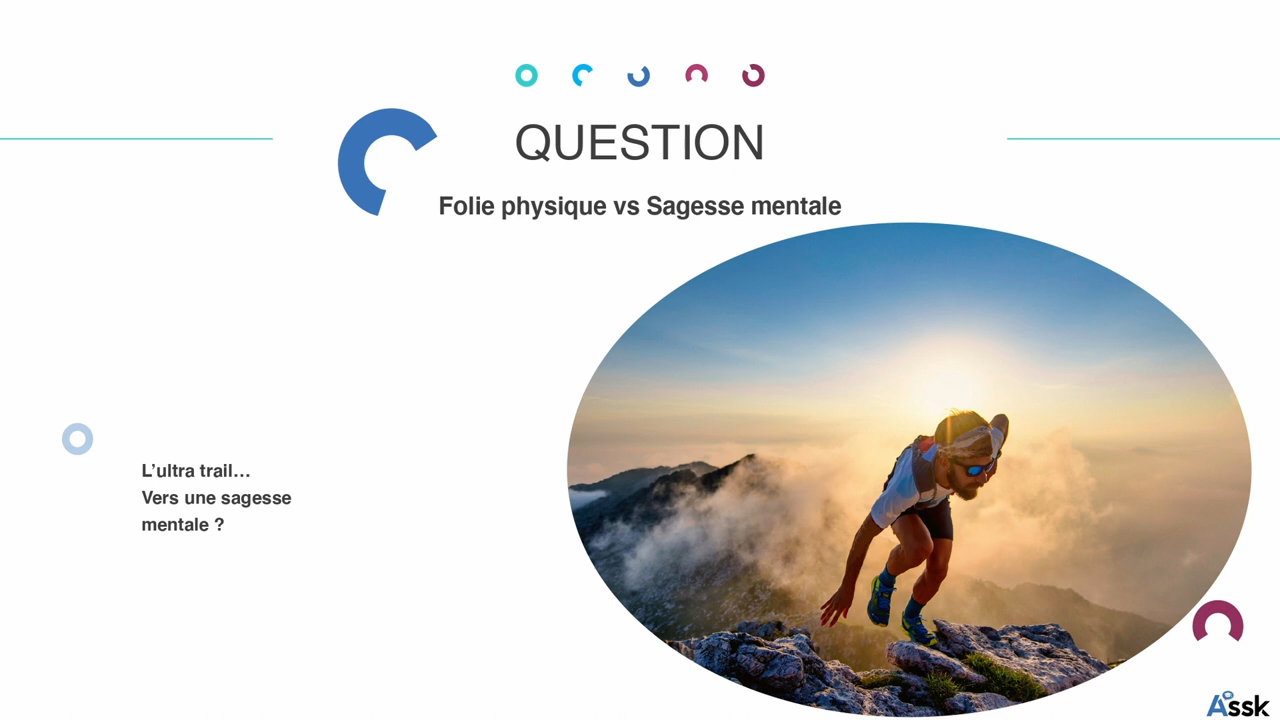 QUESTION
Folie physique vs Sagesse mentale
L’ultra trail…
Vers une sagesse
mentale ?
Assk